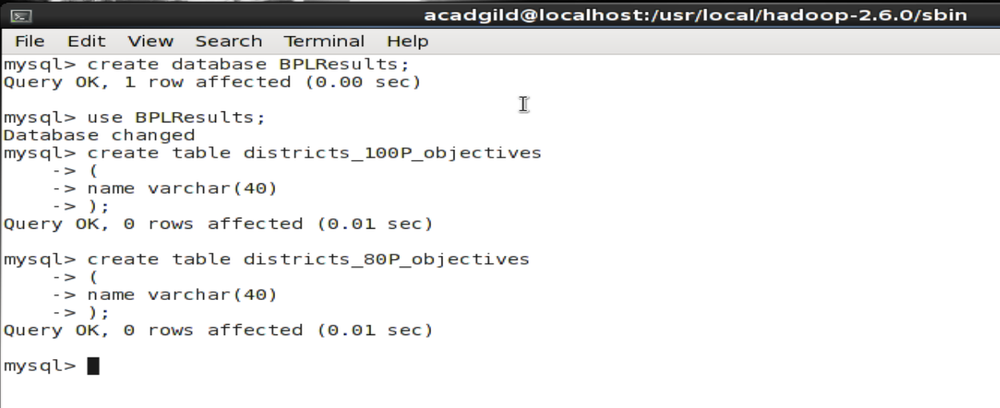 acadgild@localhost:/usr/local/hadoop-2.6.0/sbin
File Edit View Search Terminal Help
mysql> create database BPLResults;
Query OK, 1 row affected (0.00 sec)
mysql> use BPLResults;
Database changed
mysql> create table districts_100P_objectives
    -> (
    -> name varchar(40)
    -> );
Query OK, 0 rows affected (0.01 sec)
mysql> create table districts_80P_objectives
    -> (
    -> name varchar(40)
    -> );
Query OK, 0 rows affected (0.01 sec)
mysql>